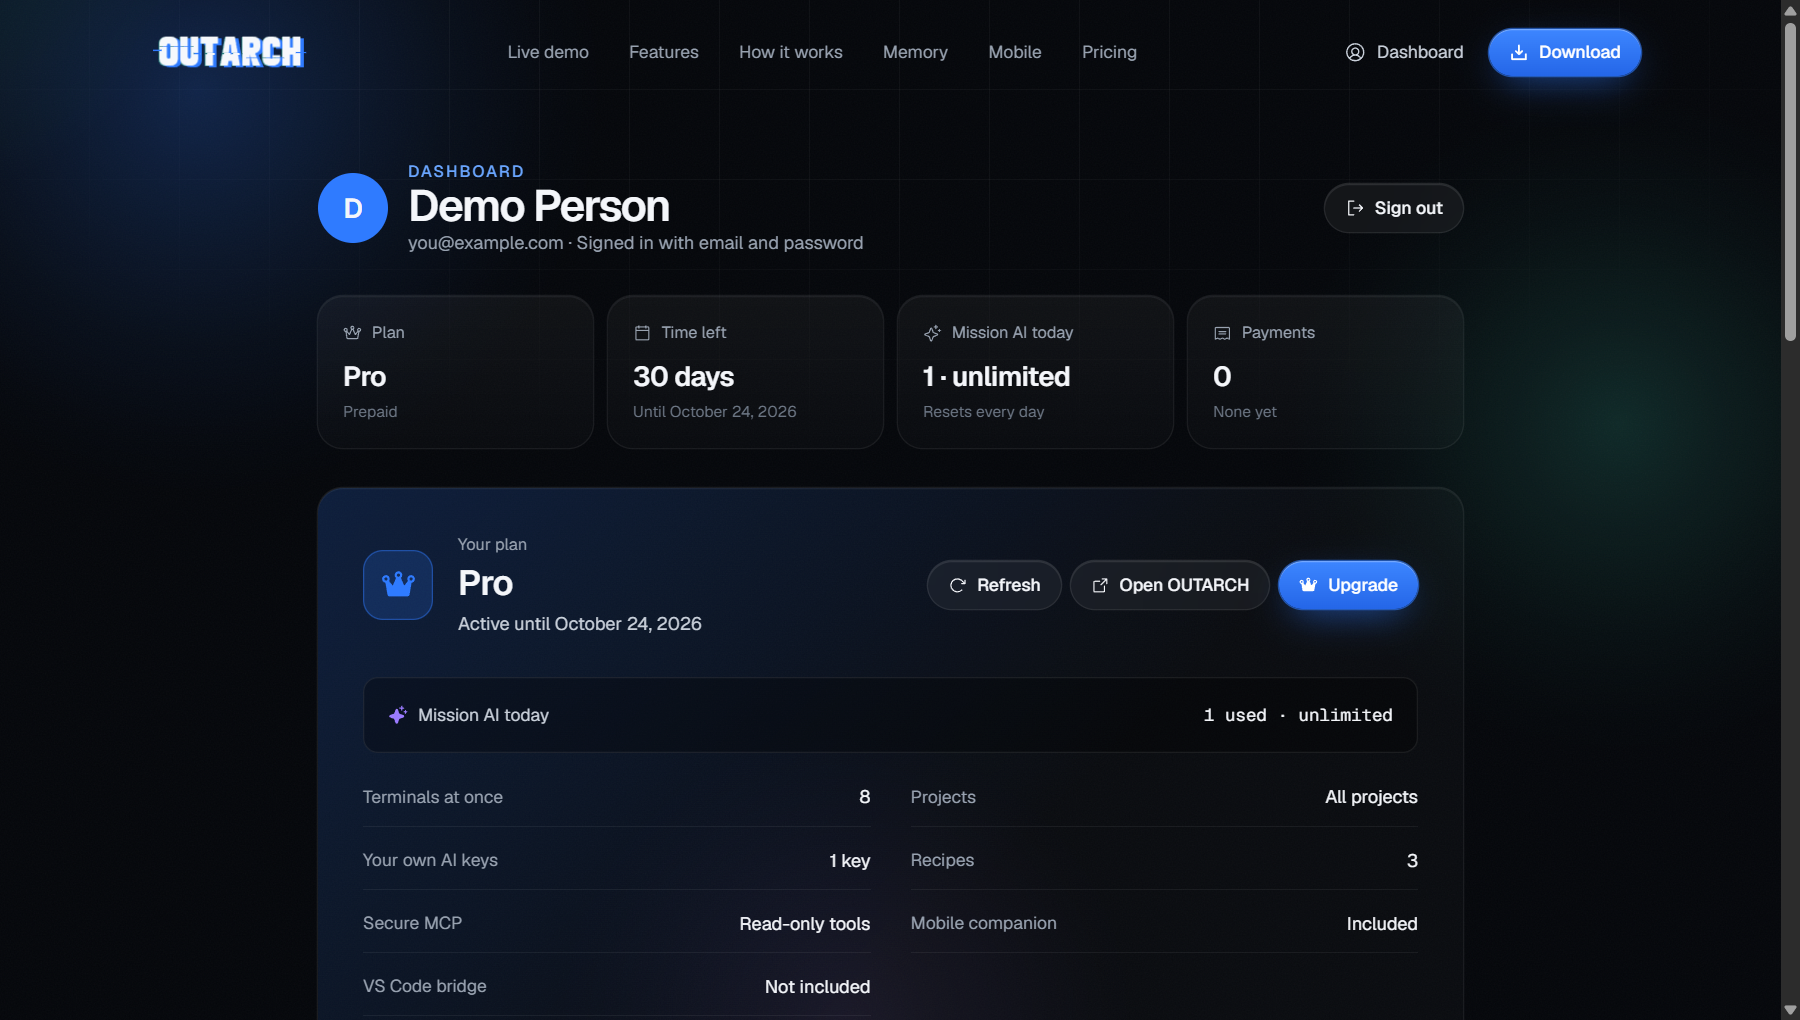 OUTARCH
Live demo
Features
How it works
Memory
Mobile
Pricing
Dashboard
Download
D
DASHBOARD
Demo Person
you@example.com · Signed in with email and password
Sign out
Plan
Pro
Prepaid
Time left
30 days
Until October 24, 2026
Mission AI today
1 · unlimited
Resets every day
Payments
0
None yet
Your plan
Pro
Active until October 24, 2026
Refresh
Open OUTARCH
Upgrade
Mission AI today
1 used · unlimited
Terminals at once
8
Projects
All projects
Your own AI keys
1 key
Recipes
3
Secure MCP
Read-only tools
Mobile companion
Included
VS Code bridge
Not included